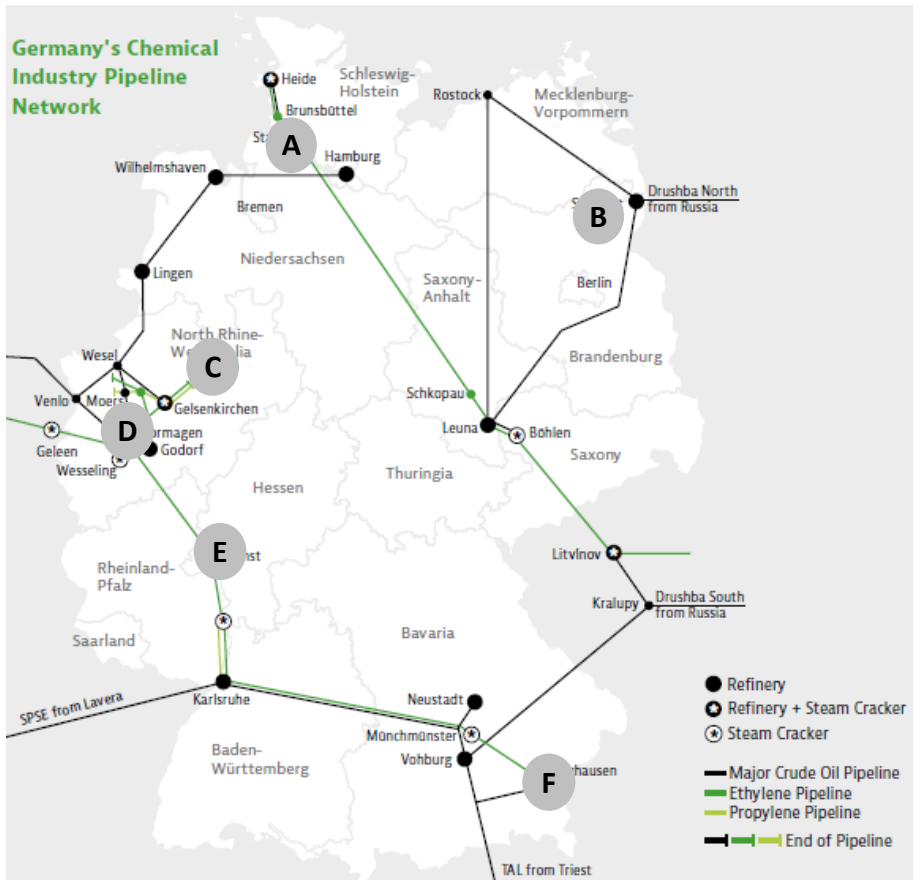 Germany's Chemical
Industry Pipeline
Network
Heide
Schleswig-
Holstein
Brunsbüttel
A
Hamburg
Rostock
Mecklenburg-
Vorpommern
Wilhelmshaven
Bremen
B
Drushba North
from Russia
Niedersachsen
Lingen
Saxony-
Anhalt
Berlin
Brandenburg
North Rhine-
C
Wesel
Venlo
Moers
Gelsenkirchen
Schkopau
Leuna
Böhlen
D
Godorf
Geleen
Wesseling
Saxony
Thuringia
Hessen
E
Rheinland-
Pfalz
Litvlnov
Kralupy
Drushba South
from Russia
Saarland
Bavaria
SPSE from Lavera
Karlsruhe
Neustadt
Münchmünster
Vohburg
Baden-
Württemberg
F
TAL from Triest
Refinery
Refinery + Steam Cracker
Steam Cracker
Major Crude Oil Pipeline
Ethylene Pipeline
Propylene Pipeline
End of Pipeline